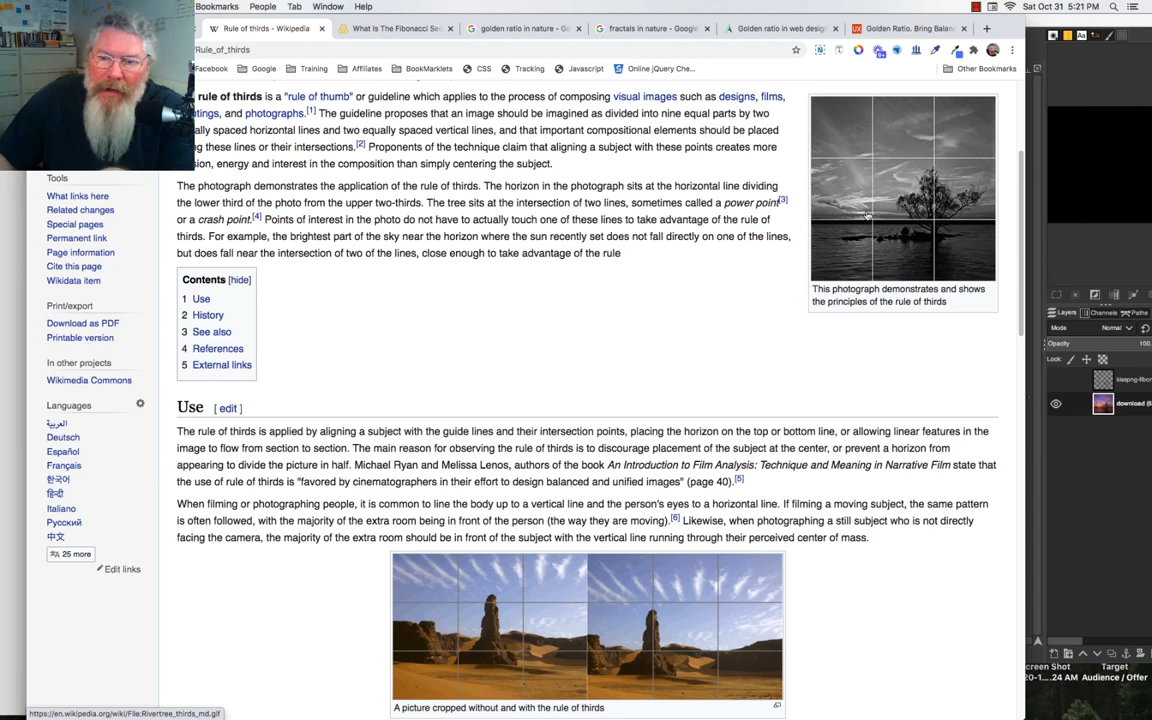 Bookmarks People Tab Window Help
Sat Oct 31 5:21 PM
Rule of thirds - Wikipedia
What Is The Fibonacci Sec
golden ratio in nature - Go
fractals in nature - Google
Golden ratio in web design
Golden Ratio. Bring Balan
Rule_of_thirds
Facebook Google Training Affiliates BookMarklets CSS Tracking Javascript Online jQuery Che... Other Bookmarks
rule of thirds is a "rule of thumb" or guideline which applies to the process of composing visual images such as designs, films,
tings, and photographs.[1] The guideline proposes that an image should be imagined as divided into nine equal parts by two
ally spaced horizontal lines and two equally spaced vertical lines, and that important compositional elements should be placed
g these lines or their intersections.[2] Proponents of the technique claim that aligning a subject with these points creates more
sion, energy and interest in the composition than simply centering the subject.
The photograph demonstrates the application of the rule of thirds. The horizon in the photograph sits at the horizontal line dividing
the lower third of the photo from the upper two-thirds. The tree sits at the intersection of two lines, sometimes called a power point[3]
or a crash point.[4] Points of interest in the photo do not have to actually touch one of these lines to take advantage of the rule of
thirds. For example, the brightest part of the sky near the horizon where the sun recently set does not fall directly on one of the lines,
but does fall near the intersection of two of the lines, close enough to take advantage of the rule
This photograph demonstrates and shows
the principles of the rule of thirds
Contents [hide]
1 Use
2 History
3 See also
4 References
5 External links
Tools
What links here
Related changes
Special pages
Permanent link
Page information
Cite this page
Wikidata item
Print/export
Download as PDF
Printable version
In other projects
Wikimedia Commons
Languages
العربية
Deutsch
Español
Français
한국어
हिन्दी
Italiano
Русский
中文
25 more
Edit links
Use [ edit ]
The rule of thirds is applied by aligning a subject with the guide lines and their intersection points, placing the horizon on the top or bottom line, or allowing linear features in the
image to flow from section to section. The main reason for observing the rule of thirds is to discourage placement of the subject at the center, or prevent a horizon from
appearing to divide the picture in half. Michael Ryan and Melissa Lenos, authors of the book An Introduction to Film Analysis: Technique and Meaning in Narrative Film state that
the use of rule of thirds is "favored by cinematographers in their effort to design balanced and unified images" (page 40).[5]
When filming or photographing people, it is common to line the body up to a vertical line and the person's eyes to a horizontal line. If filming a moving subject, the same pattern
is often followed, with the majority of the extra room being in front of the person (the way they are moving).[6] Likewise, when photographing a still subject who is not directly
facing the camera, the majority of the extra room should be in front of the subject with the vertical line running through their perceived center of mass.
A picture cropped without and with the rule of thirds
https://en.wikipedia.org/wiki/File:Rivertree_thirds_md.gif
Layers Channels Paths
Mode Normal
Opacity 100.
Lock:
download (5
creen Shot Target
20-1....24 AM Audience / Offer